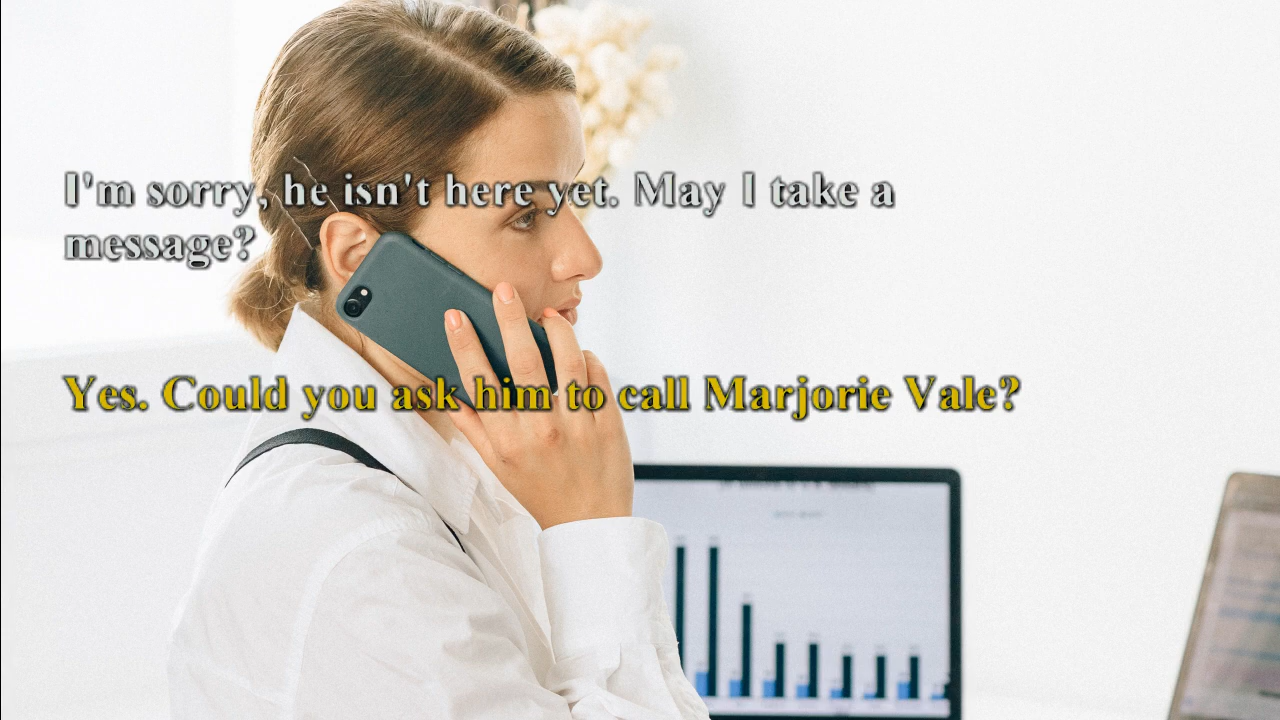 I'm sorry, he isn't here yet. May I take a
message?
Yes. Could you ask him to call Marjorie Vale?